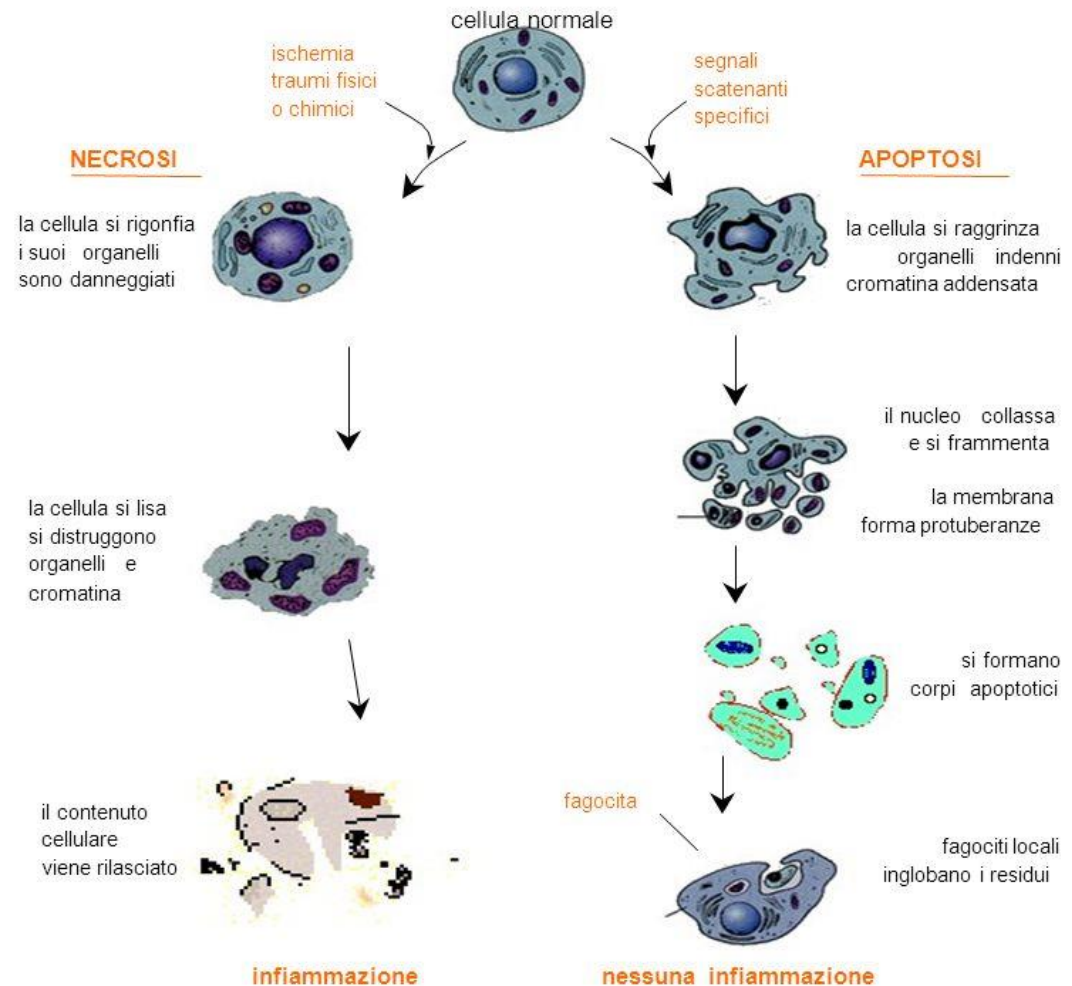 cellula normale
ischemia
traumi fisici
o chimici
segnali
scatenanti
specifici
NECROSI
APOPTOSI
la cellula si rigonfia
i suoi organelli
sono danneggiati
la cellula si raggrinza
organelli indenni
cromatina addensata
il nucleo collassa
e si frammenta
la membrana
forma protuberanze
la cellula si lisa
si distruggono
organelli e
cromatina
si formano
corpi apoptotici
il contenuto
cellulare
viene rilasciato
fagocita
fagociti locali
inglobano i residui
infiammazione
nessuna infiammazione